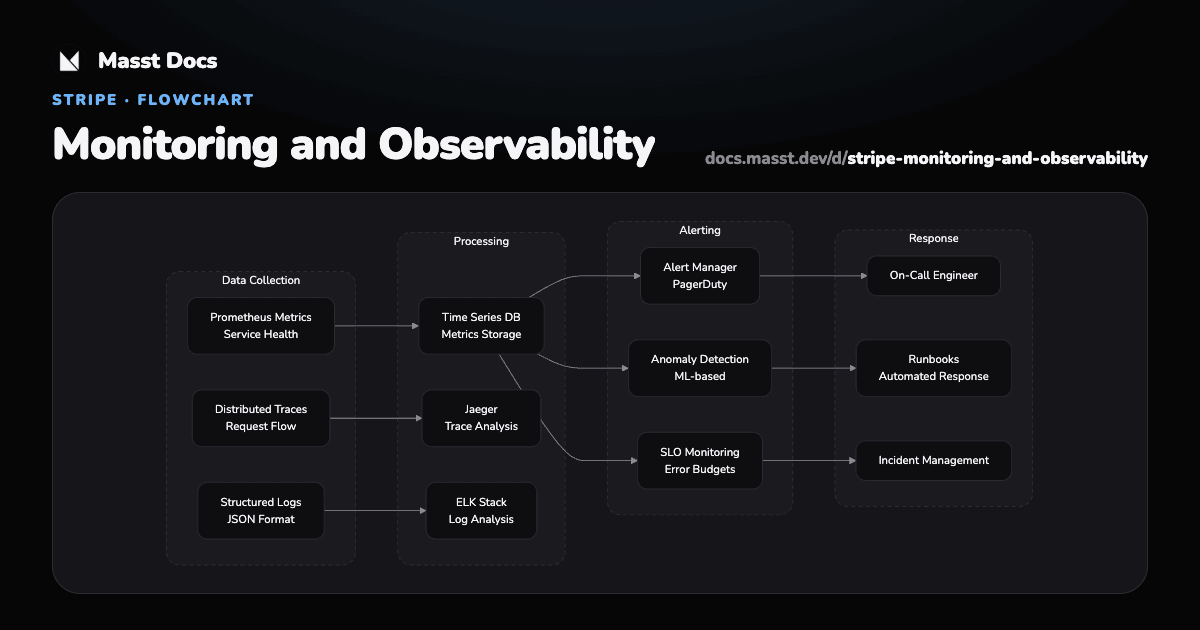 Masst Docs
STRIPE · FLOWCHART
Monitoring and Observability
docs.masst.dev/d/stripe-monitoring-and-observability
Data Collection
Prometheus Metrics
Service Health
Distributed Traces
Request Flow
Structured Logs
JSON Format
Processing
Time Series DB
Metrics Storage
Jaeger
Trace Analysis
ELK Stack
Log Analysis
Alerting
Alert Manager
PagerDuty
Anomaly Detection
ML-based
SLO Monitoring
Error Budgets
Response
On-Call Engineer
Runbooks
Automated Response
Incident Management